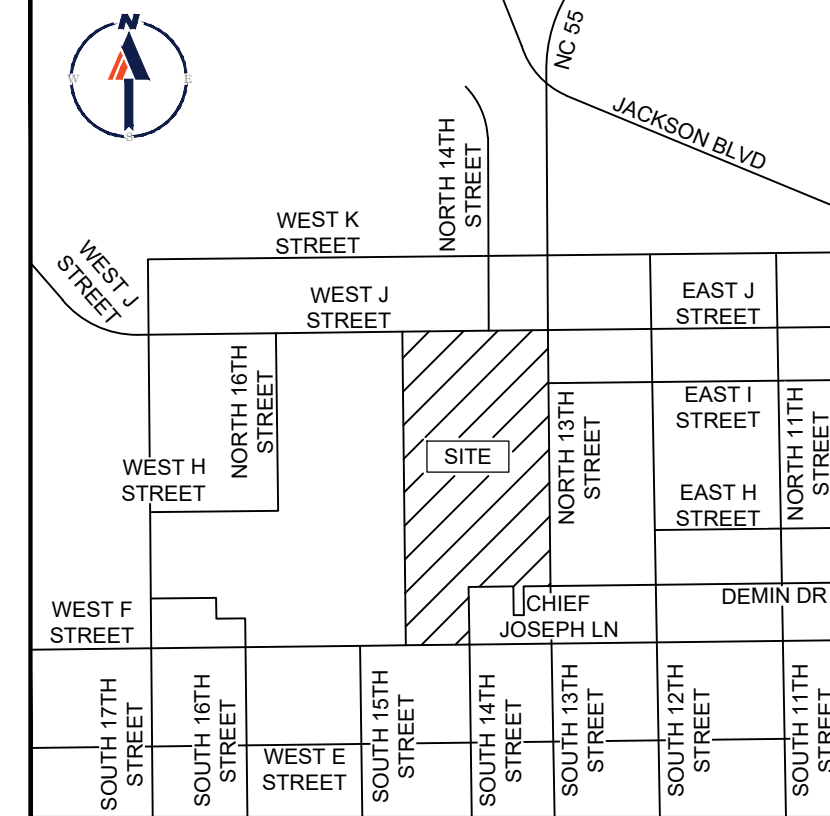 N
W
E
S
NC 55
JACKSON BLVD
NORTH 14TH
STREET
WEST K
STREET
WEST J
STREET
WEST J
STREET
EAST J
STREET
NORTH 16TH
STREET
EAST I
STREET
NORTH 13TH
STREET
NORTH 11TH
STREET
SITE
WEST H
STREET
EAST H
STREET
WEST F
STREET
CHIEF
JOSEPH LN
DEMIN DR
SOUTH 17TH
STREET
SOUTH 16TH
STREET
SOUTH 15TH
STREET
SOUTH 14TH
STREET
SOUTH 13TH
STREET
SOUTH 12TH
STREET
SOUTH 11TH
STREET
WEST E
STREET